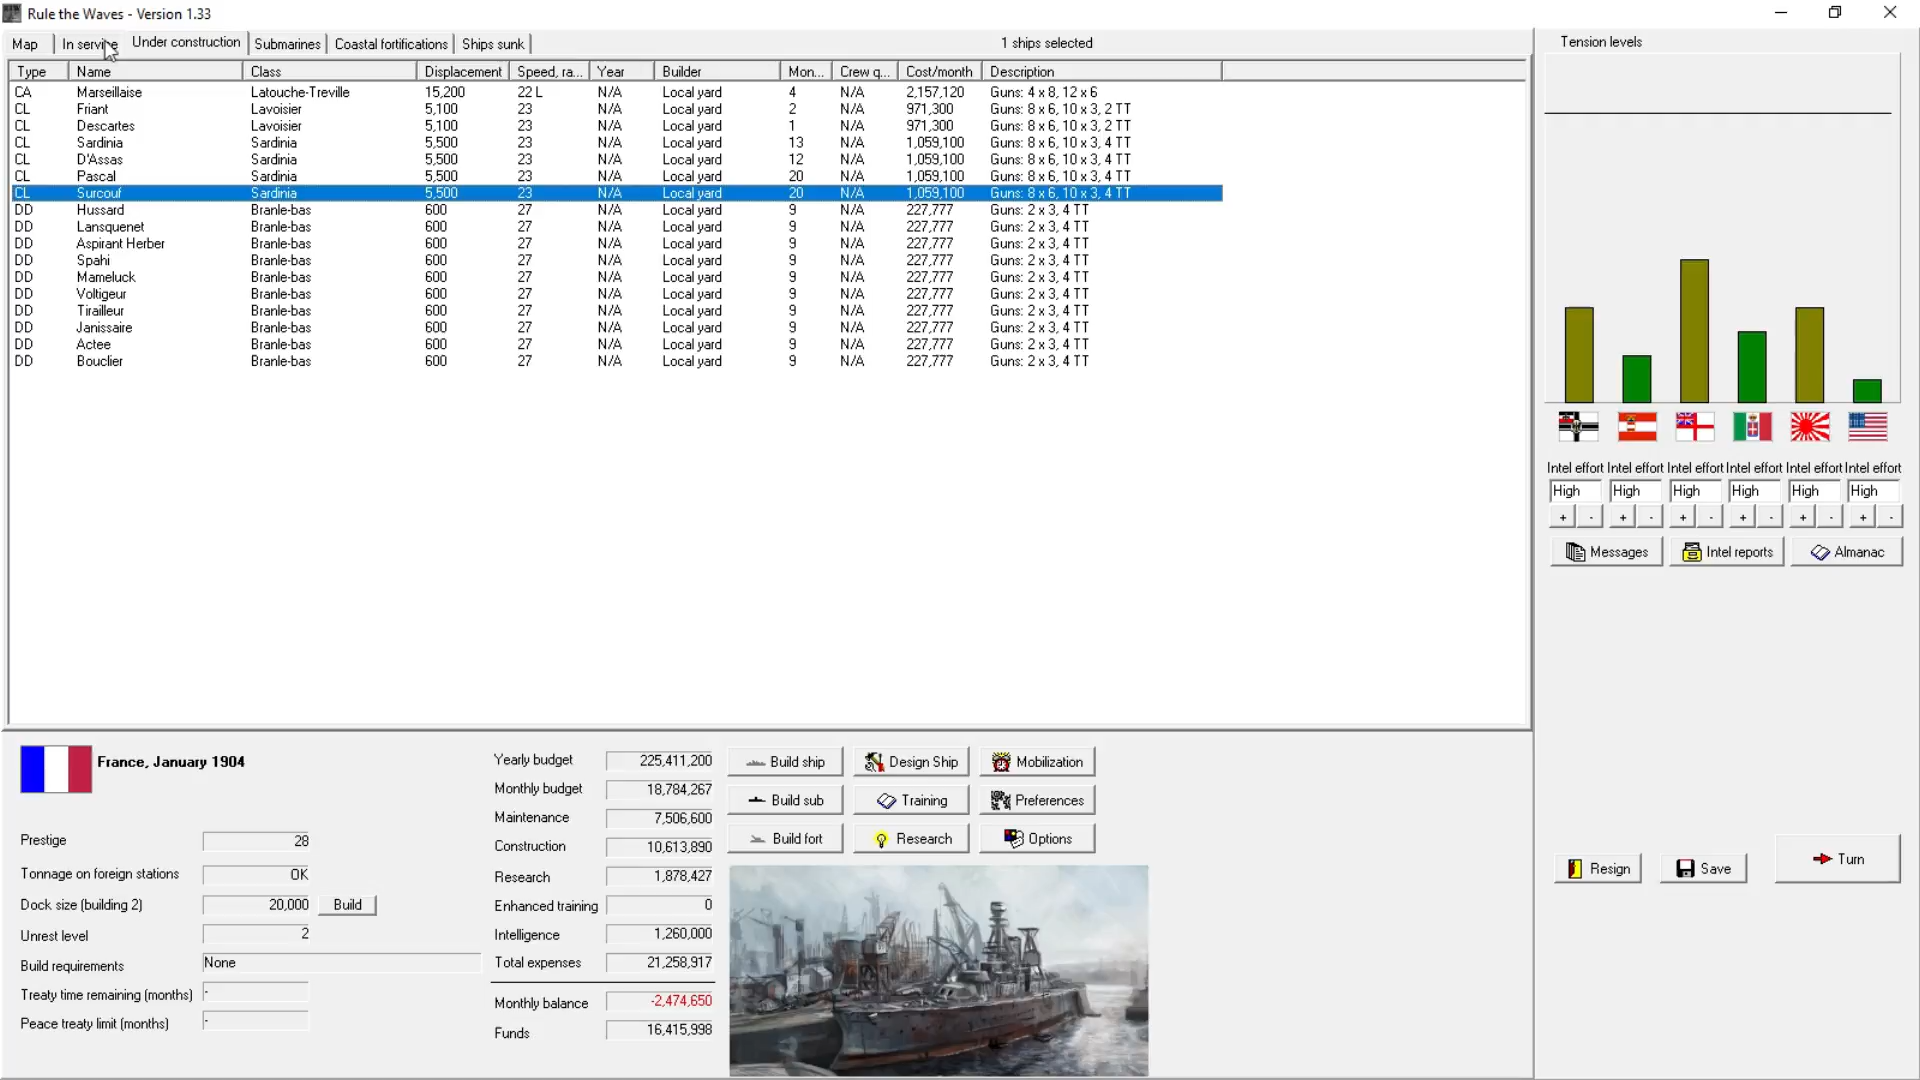 Rule the Waves - Version 1.33
Map In service Under construction Submarines Coastal fortifications Ships sunk 1 ships selected
Type Name Class Displacement Speed, ra... Year Builder Mon... Crew q... Cost/month Description
CA Marseillaise Latouche-Treville 15,200 22 L N/A Local yard 4 N/A 2,157,120 Guns: 4 x 8, 12 x 6
CL Friant Lavoisier 5,100 23 N/A Local yard 2 N/A 971,300 Guns: 8 x 6, 10 x 3, 2 TT
CL Descartes Lavoisier 5,100 23 N/A Local yard 1 N/A 971,300 Guns: 8 x 6, 10 x 3, 2 TT
CL Sardinia Sardinia 5,500 23 N/A Local yard 13 N/A 1,059,100 Guns: 8 x 6, 10 x 3, 4 TT
CL D'Assas Sardinia 5,500 23 N/A Local yard 12 N/A 1,059,100 Guns: 8 x 6, 10 x 3, 4 TT
CL Pascal Sardinia 5,500 23 N/A Local yard 20 N/A 1,059,100 Guns: 8 x 6, 10 x 3, 4 TT
CL Surcouf Sardinia 5,500 23 N/A Local yard 20 N/A 1,059,100 Guns: 8 x 6, 10 x 3, 4 TT
DD Hussard Branle-bas 600 27 N/A Local yard 9 N/A 227,777 Guns: 2 x 3, 4 TT
DD Lansquenet Branle-bas 600 27 N/A Local yard 9 N/A 227,777 Guns: 2 x 3, 4 TT
DD Aspirant Herber Branle-bas 600 27 N/A Local yard 9 N/A 227,777 Guns: 2 x 3, 4 TT
DD Spahi Branle-bas 600 27 N/A Local yard 9 N/A 227,777 Guns: 2 x 3, 4 TT
DD Mameluck Branle-bas 600 27 N/A Local yard 9 N/A 227,777 Guns: 2 x 3, 4 TT
DD Voltigeur Branle-bas 600 27 N/A Local yard 9 N/A 227,777 Guns: 2 x 3, 4 TT
DD Tirailleur Branle-bas 600 27 N/A Local yard 9 N/A 227,777 Guns: 2 x 3, 4 TT
DD Janissaire Branle-bas 600 27 N/A Local yard 9 N/A 227,777 Guns: 2 x 3, 4 TT
DD Actee Branle-bas 600 27 N/A Local yard 9 N/A 227,777 Guns: 2 x 3, 4 TT
DD Bouclier Branle-bas 600 27 N/A Local yard 9 N/A 227,777 Guns: 2 x 3, 4 TT
Tension levels
Intel effort Intel effort Intel effort Intel effort Intel effort Intel effort
High High High High High High
+ - + - + - + - + - + -
Messages Intel reports Almanac
France, January 1904
Prestige 28
Tonnage on foreign stations OK
Dock size (building 2) 20,000 Build
Unrest level 2
Build requirements None
Treaty time remaining (months) -
Peace treaty limit (months) -
Yearly budget 225,411,200
Monthly budget 18,784,267
Maintenance 7,506,600
Construction 10,613,890
Research 1,878,427
Enhanced training 0
Intelligence 1,260,000
Total expenses 21,258,917
Monthly balance -2,474,650
Funds 16,415,998
Build ship Design Ship Mobilization
Build sub Training Preferences
Build fort Research Options
Resign Save Turn